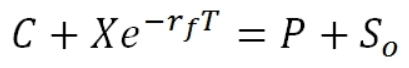 C + Xe^{-r_f T} = P + S_o